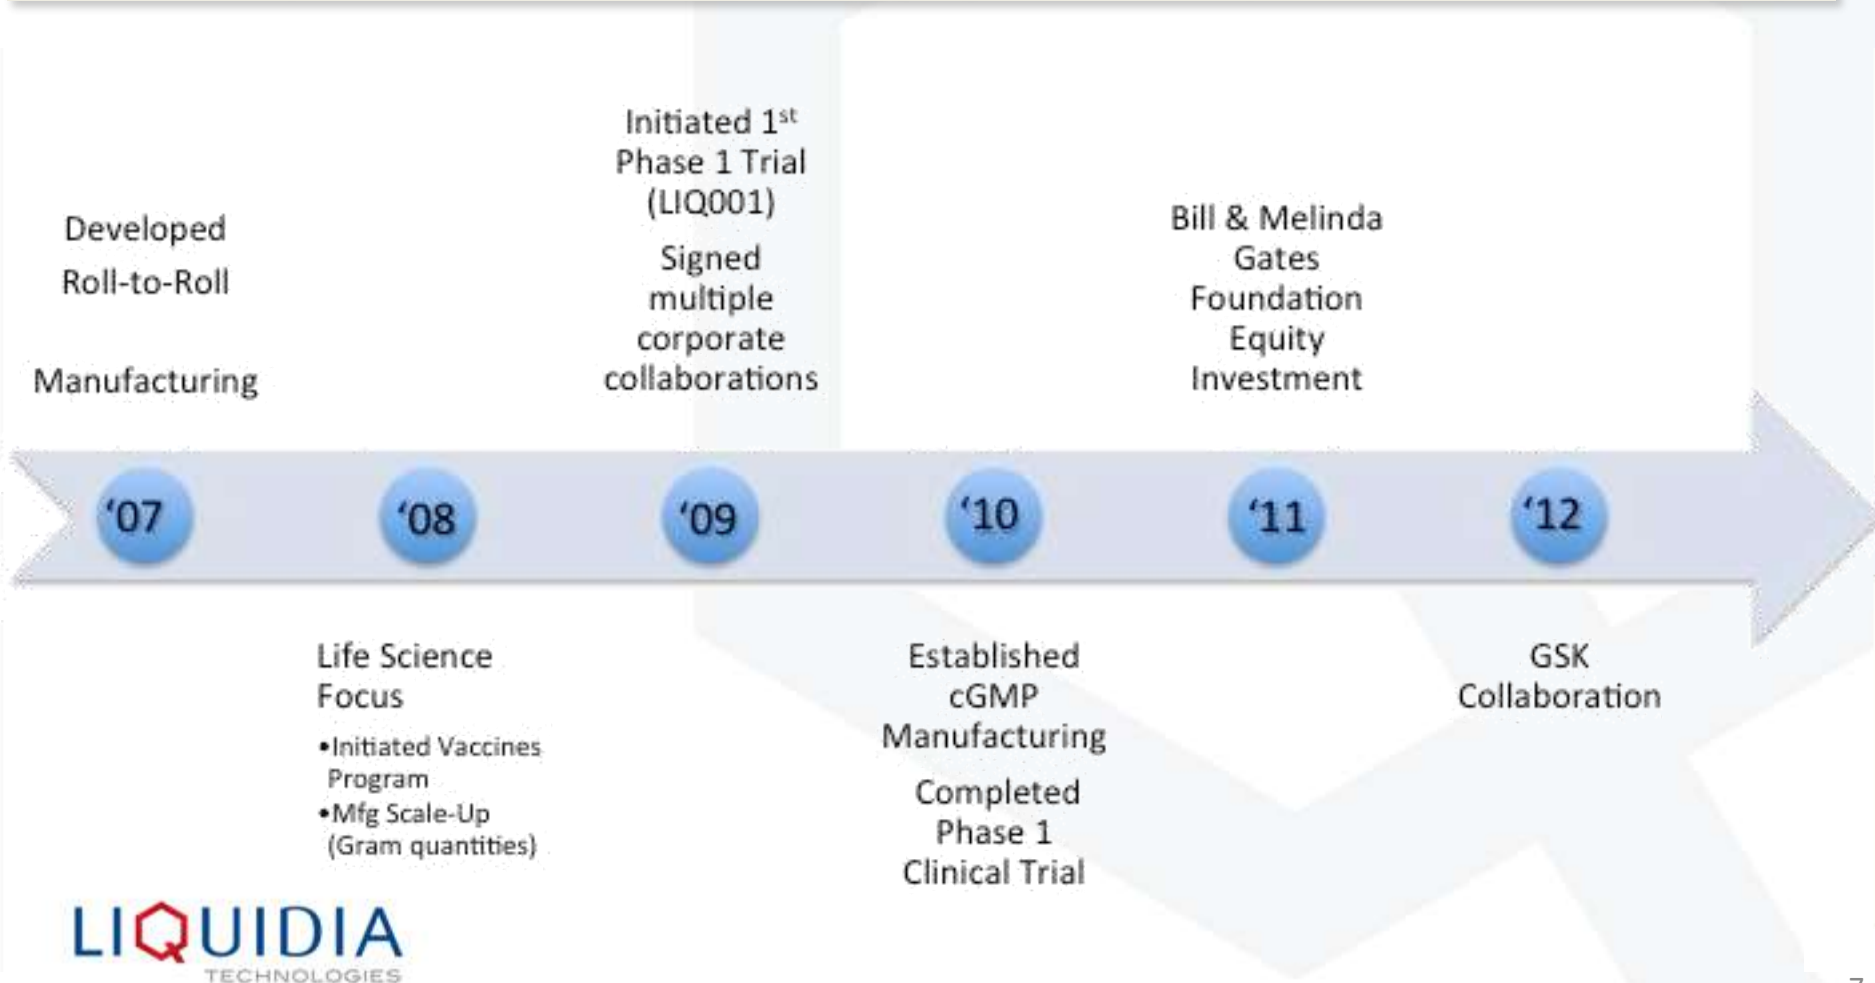 Developed
Roll-to-Roll
Manufacturing
Initiated 1st
Phase 1 Trial
(LIQ001)
Signed
multiple
corporate
collaborations
Bill & Melinda
Gates
Foundation
Equity
Investment
‘07
‘08
‘09
‘10
‘11
‘12
Life Science
Focus
•Initiated Vaccines
Program
•Mfg Scale-Up
(Gram quantities)
Established
cGMP
Manufacturing
Completed
Phase 1
Clinical Trial
GSK
Collaboration
LIQUIDIA
TECHNOLOGIES